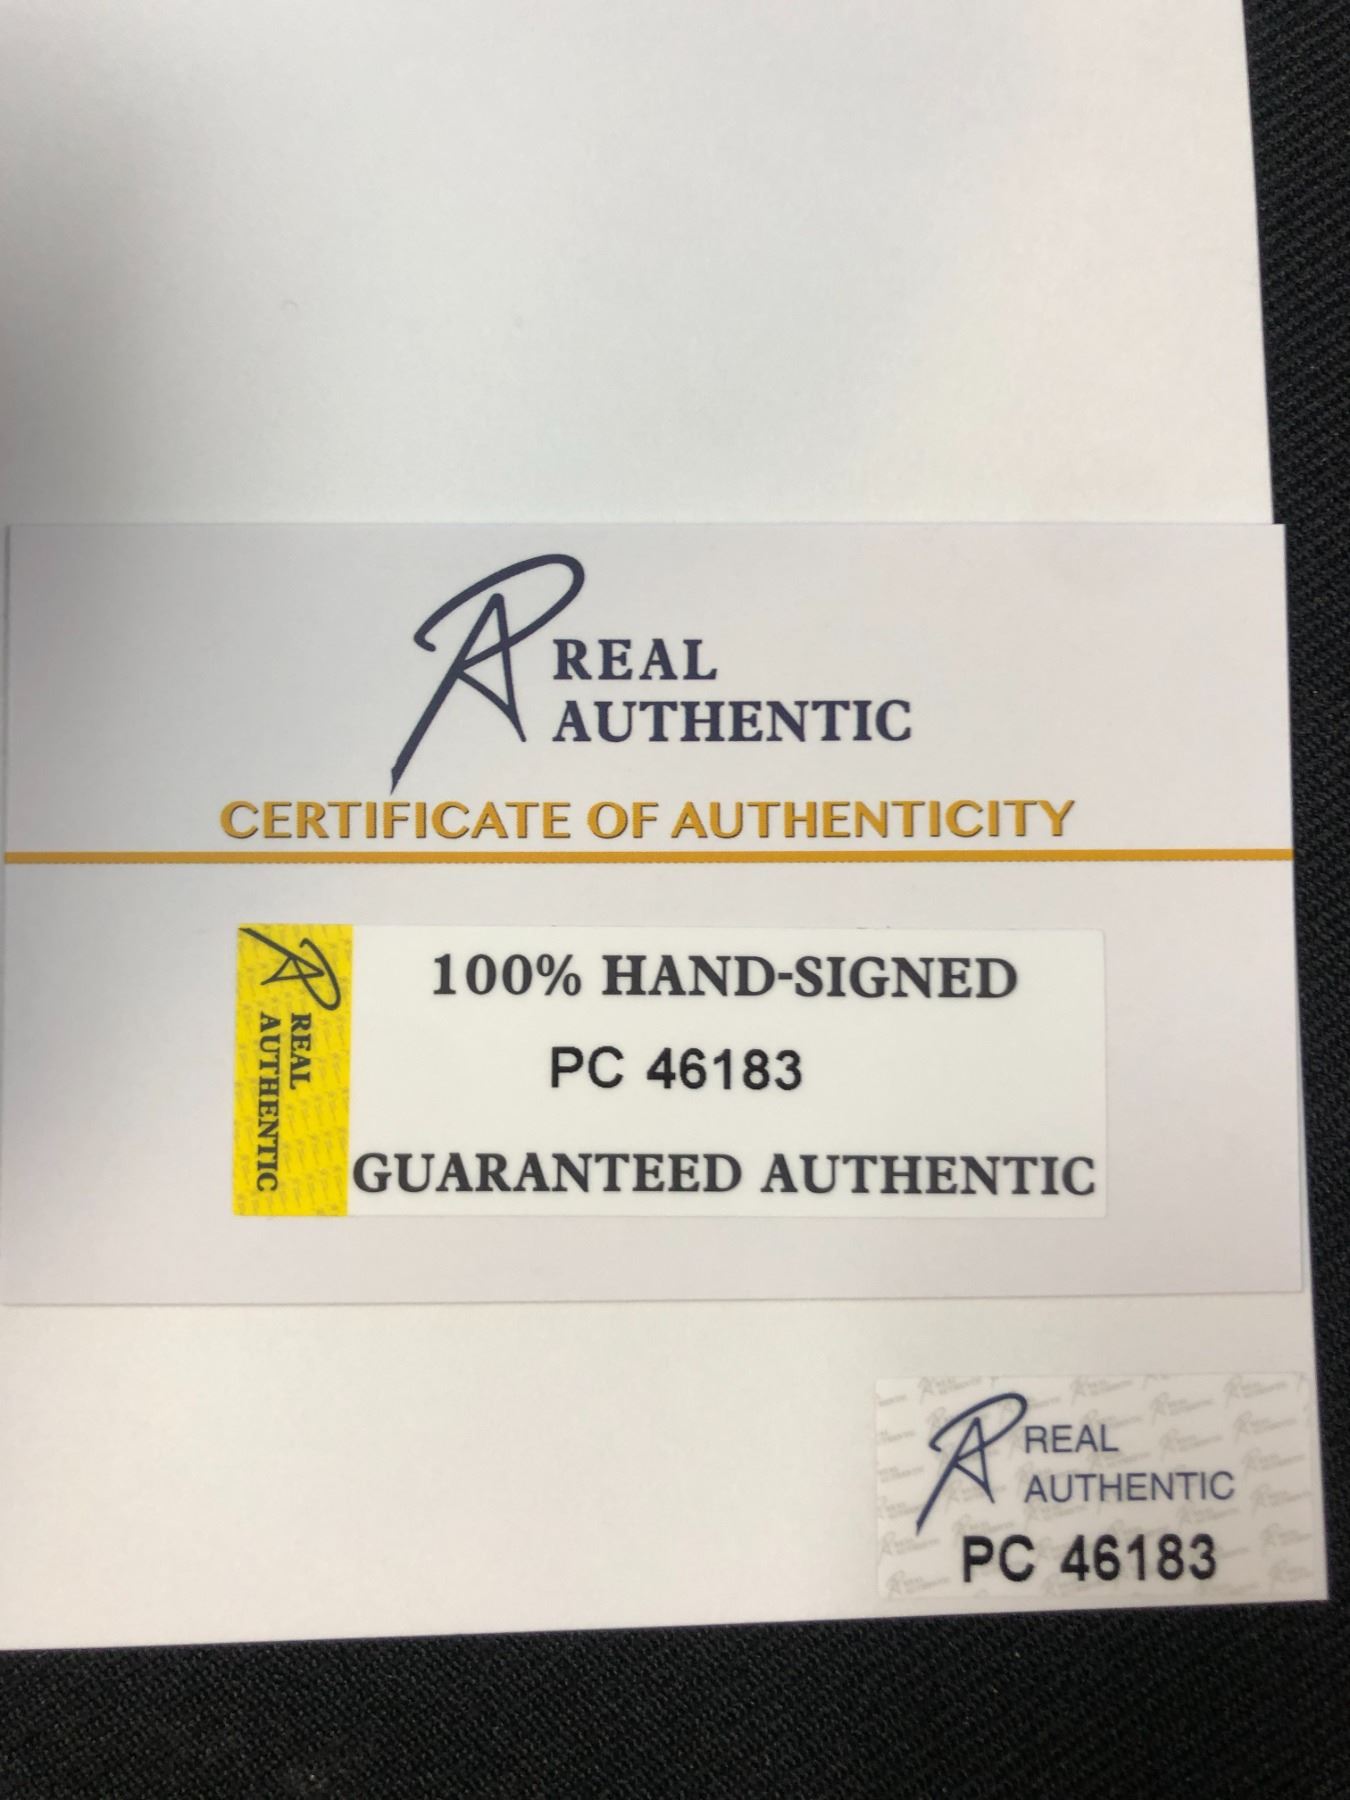 REAL
AUTHENTIC
CERTIFICATE OF AUTHENTICITY
REAL
AUTHENTIC
100% HAND-SIGNED
PC 46183
GUARANTEED AUTHENTIC
REAL
AUTHENTIC
PC 46183